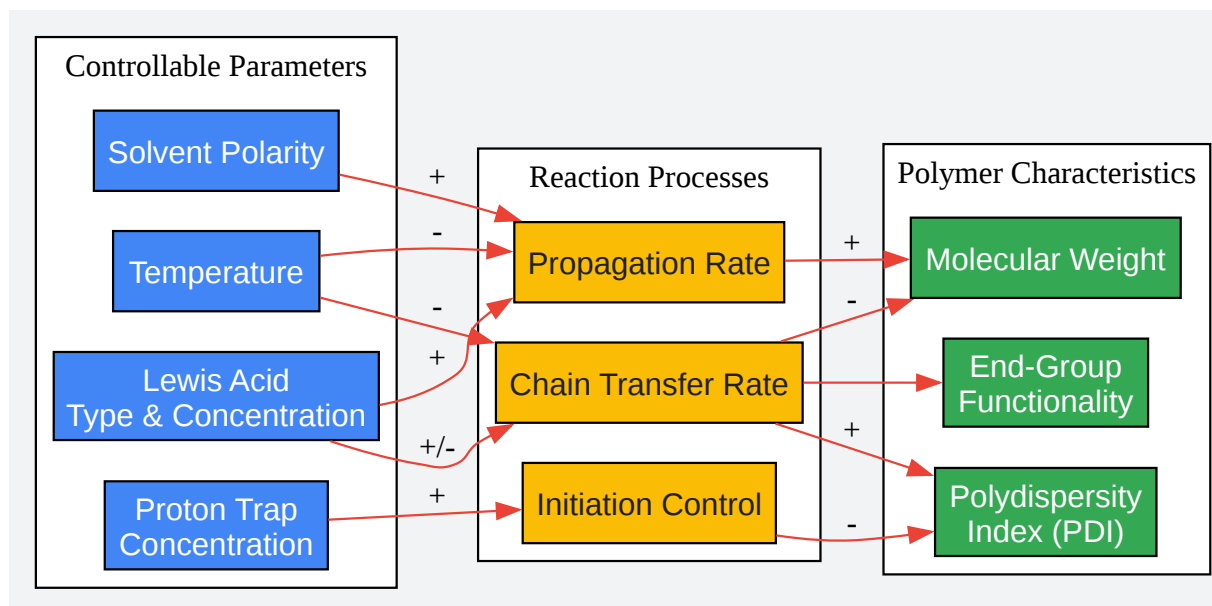 Controllable Parameters
Solvent Polarity
Temperature
Lewis Acid
Type & Concentration
Proton Trap
Concentration
+
-
-
+
+/-
+
Reaction Processes
Propagation Rate
Chain Transfer Rate
Initiation Control
+
-
+
-
Polymer Characteristics
Molecular Weight
End-Group
Functionality
Polydispersity
Index (PDI)